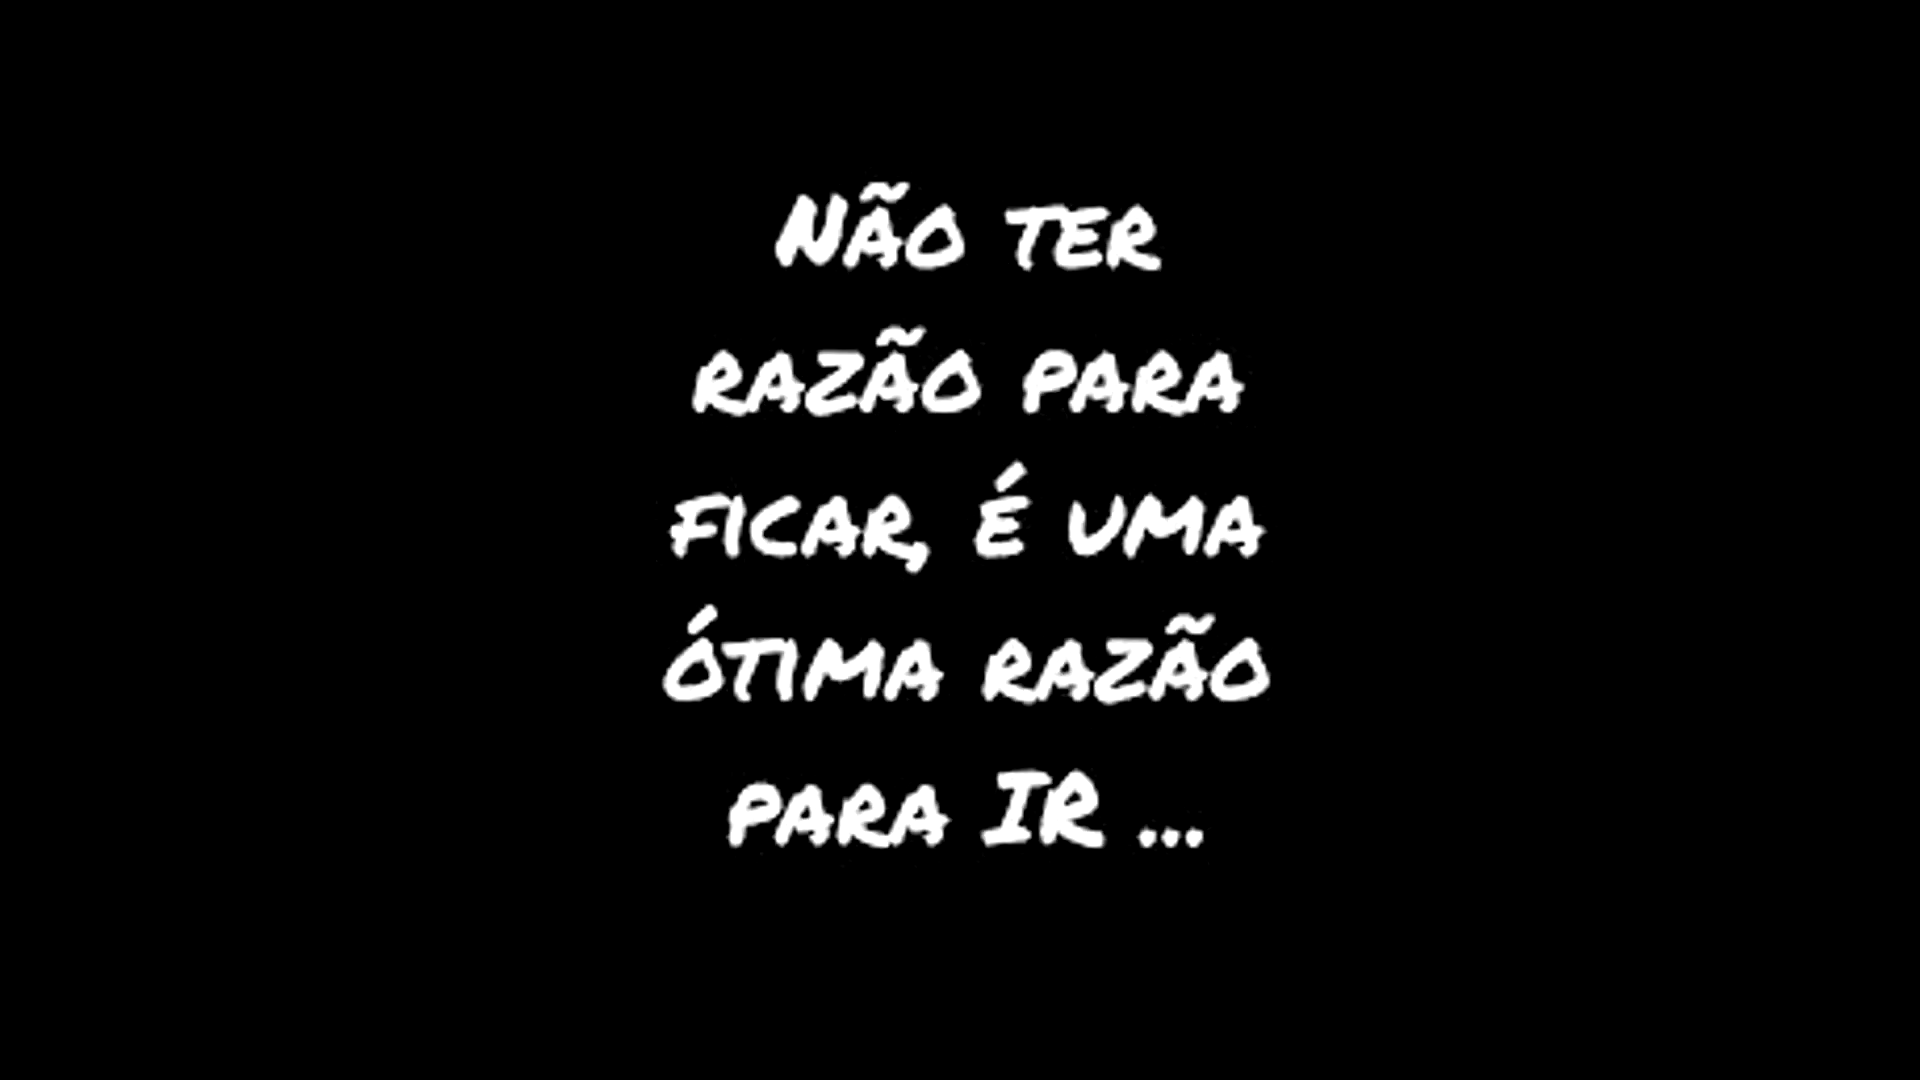 Não ter
razão para
ficar, é uma
ótima razão
para IR ...